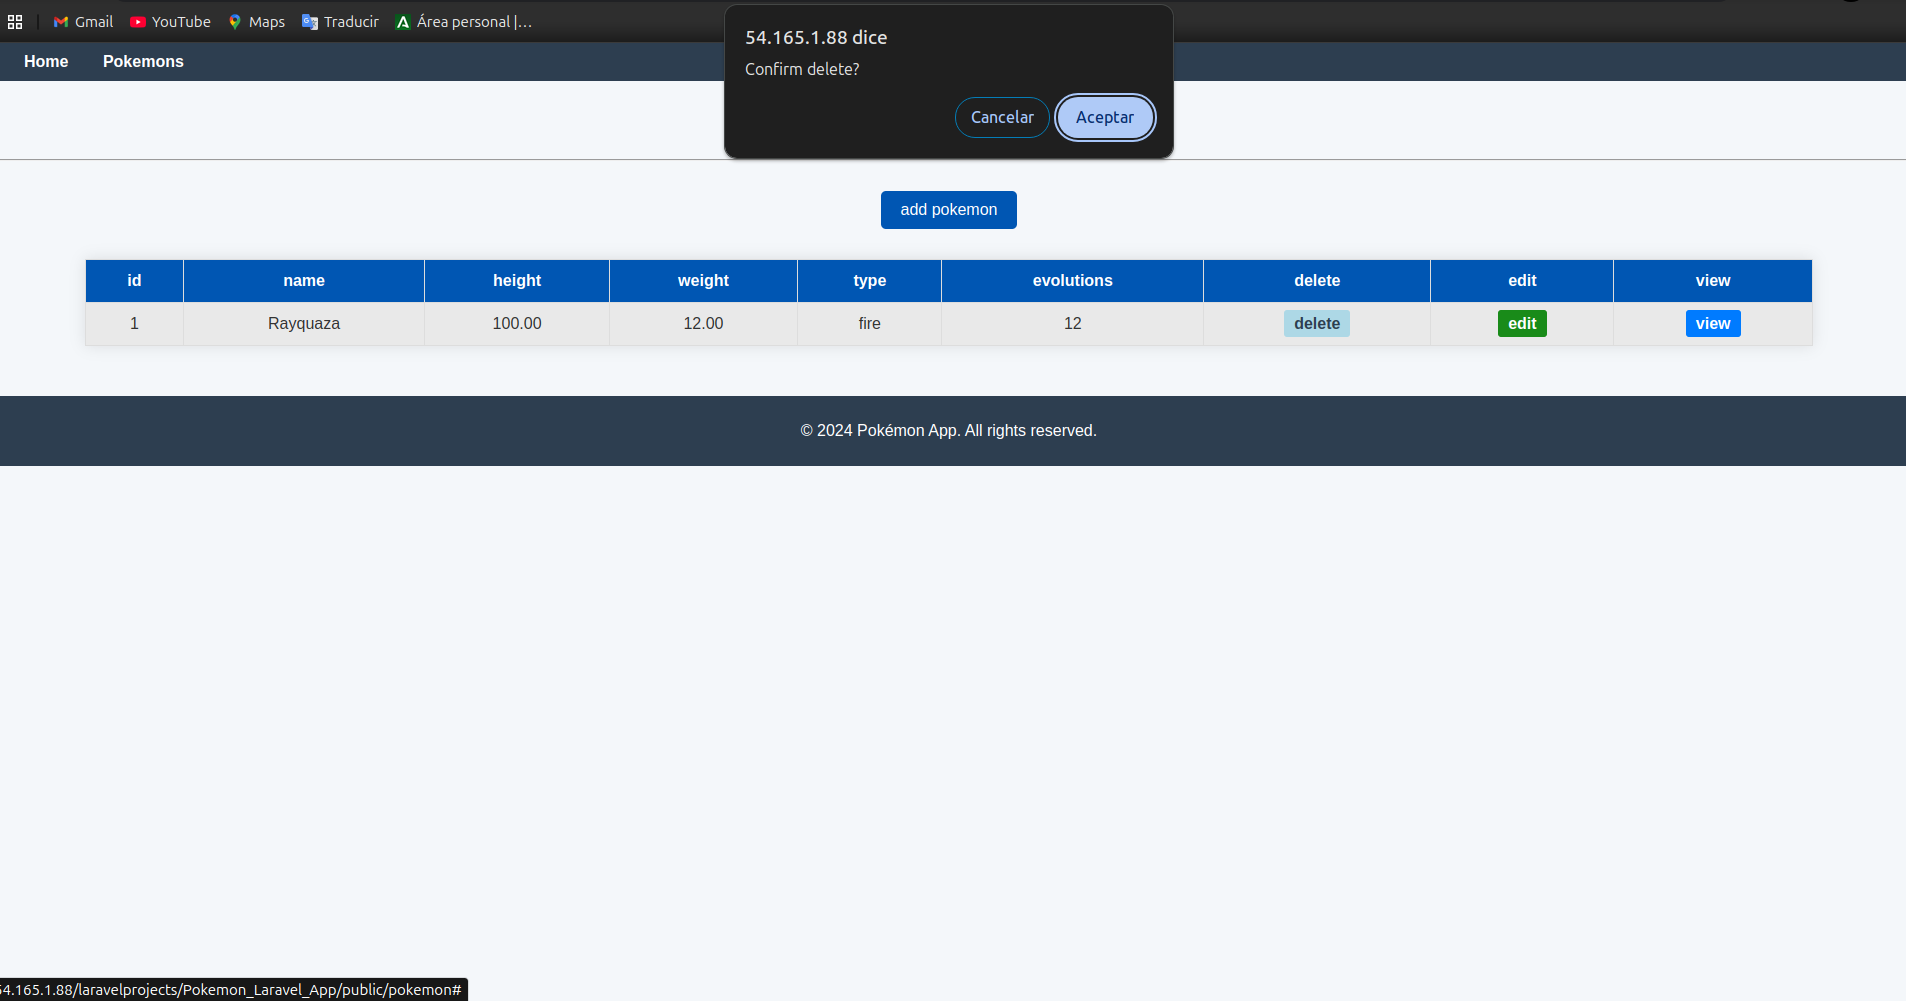 Gmail YouTube Maps Traducir Área personal |...
54.165.1.88 dice
Confirm delete?
Cancelar Aceptar
Home Pokemons
add pokemon
id name height weight type evolutions delete edit view
1 Rayquaza 100.00 12.00 fire 12 delete edit view
© 2024 Pokémon App. All rights reserved.
54.165.1.88/laravelprojects/Pokemon_Laravel_App/public/pokemon#